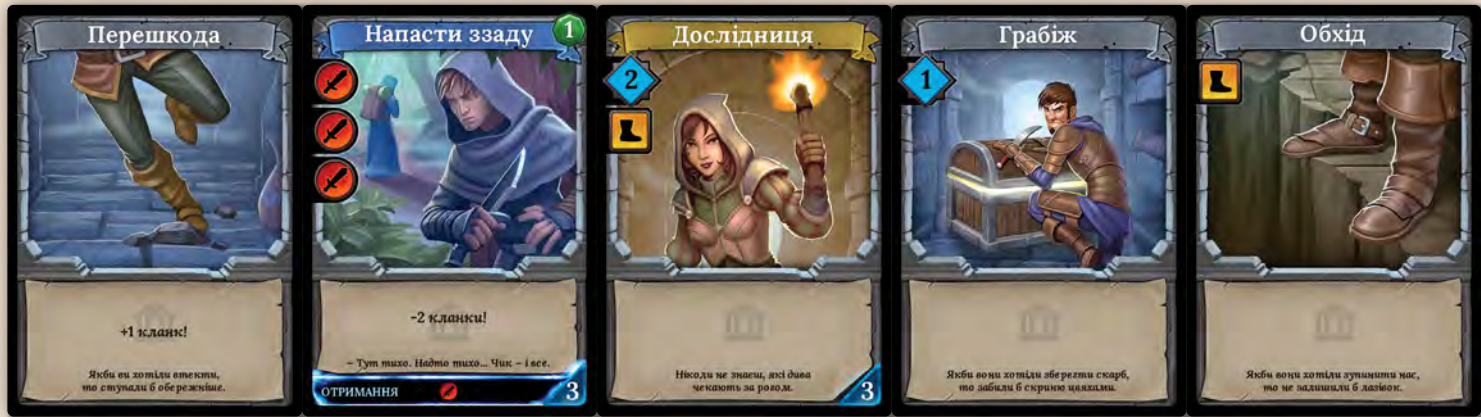 Перешкода
+1 кланк!
Якби ви хотіли втекти,
то ступали б обережніше.
Напасти ззаду
1
-2 кланки!
– Тут тихо. Надто тихо... Чик – і все.
ОТРИМАННЯ
3
Дослідниця
2
Ніколи не знаєш, які дива
чекають за рогом.
3
Грабіж
1
Якби вони хотіли зберегти скарб,
то забили б скриню цвяхами.
Обхід
Якби вони хотіли зупинити нас,
то не залишили б лазівок.